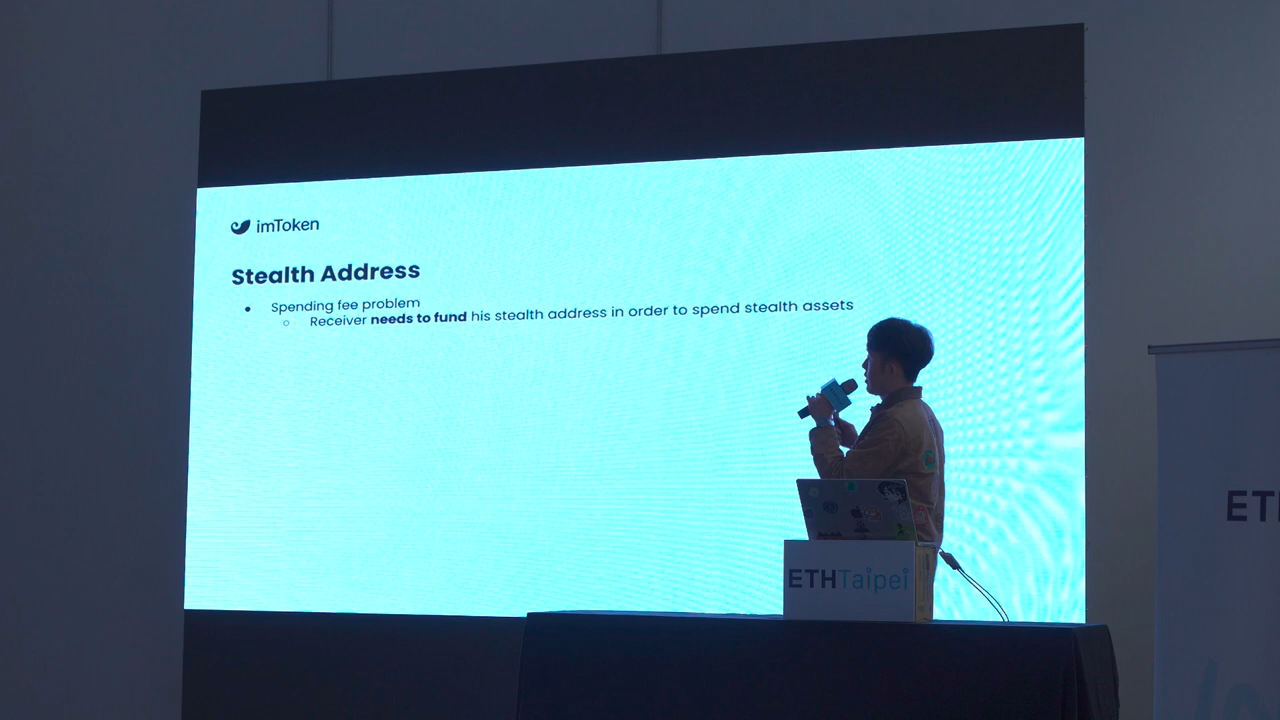 imToken
Stealth Address
● Spending fee problem
○ Receiver needs to fund his stealth address in order to spend stealth assets
ETHTaipei